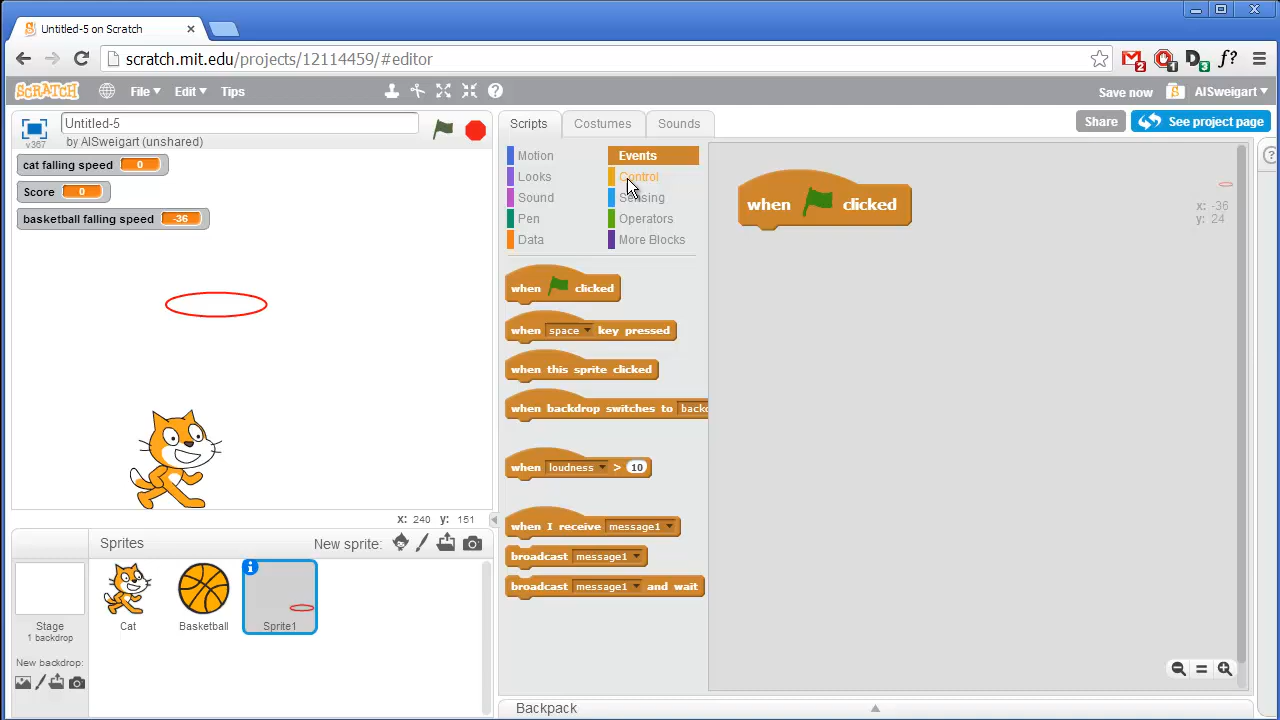 Untitled-5 on Scratch
scratch.mit.edu/projects/12114459/#editor
2 1 3 f?
SCRATCH File Edit Tips ? Save now AlSweigart
Untitled-5
by AlSweigart (unshared)
v367
Scripts Costumes Sounds
Share See project page
cat falling speed 0
Score 0
basketball falling speed -36
Motion Events
Looks Control
Sound Sensing
Pen Operators
Data More Blocks
when clicked
when space key pressed
when this sprite clicked
when backdrop switches to backd
when loudness > 10
when I receive message1
broadcast message1
broadcast message1 and wait
when clicked
x: -36
y: 24
?
x: 240 y: 151
Sprites New sprite:
Stage
1 backdrop
New backdrop:
Cat Basketball Sprite1
i
Backpack